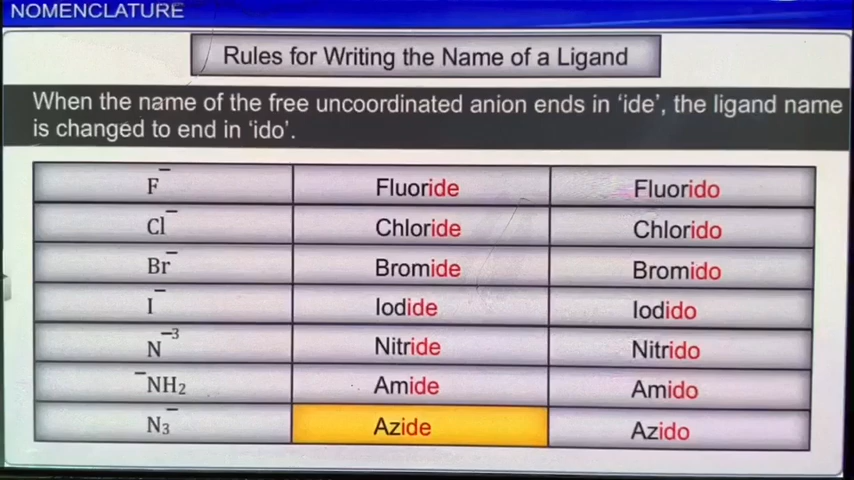 NOMENCLATURE
Rules for Writing the Name of a Ligand
When the name of the free uncoordinated anion ends in ‘ide’, the ligand name
is changed to end in ‘ido’.
F⁻ Fluoride Fluorido
Cl⁻ Chloride Chlorido
Br⁻ Bromide Bromido
I⁻ Iodide Iodido
N⁻³ Nitride Nitrido
⁻NH₂ Amide Amido
N₃⁻ Azide Azido